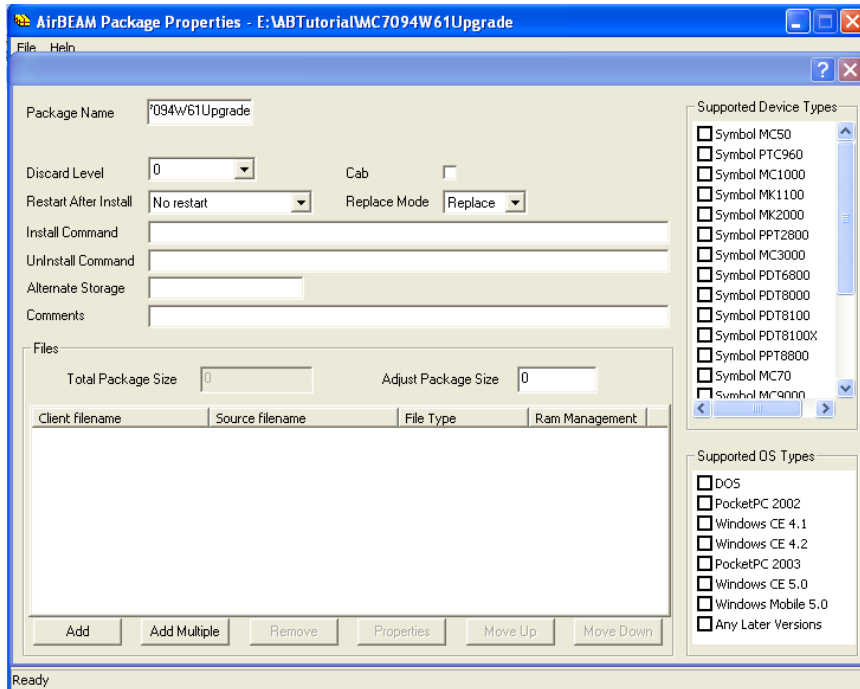 AirBEAM Package Properties - E:\ABTutorial\MC7094W61Upgrade
File Help
Package Name 7094W61Upgrade
Discard Level 0 Cab
Restart After Install No restart Replace Mode Replace
Install Command
UnInstall Command
Alternate Storage
Comments
Files
Total Package Size 0 Adjust Package Size 0
Client filename Source filename File Type Ram Management
Add Add Multiple Remove Properties Move Up Move Down
Supported Device Types
Symbol MC50
Symbol PTC960
Symbol MC1000
Symbol MK1100
Symbol MK2000
Symbol PPT2800
Symbol MC3000
Symbol PDT6800
Symbol PDT8000
Symbol PDT8100
Symbol PDT8100X
Symbol PPT8800
Symbol MC70
Symbol MC9000
Supported OS Types
DOS
PocketPC 2002
Windows CE 4.1
Windows CE 4.2
PocketPC 2003
Windows CE 5.0
Windows Mobile 5.0
Any Later Versions
Ready